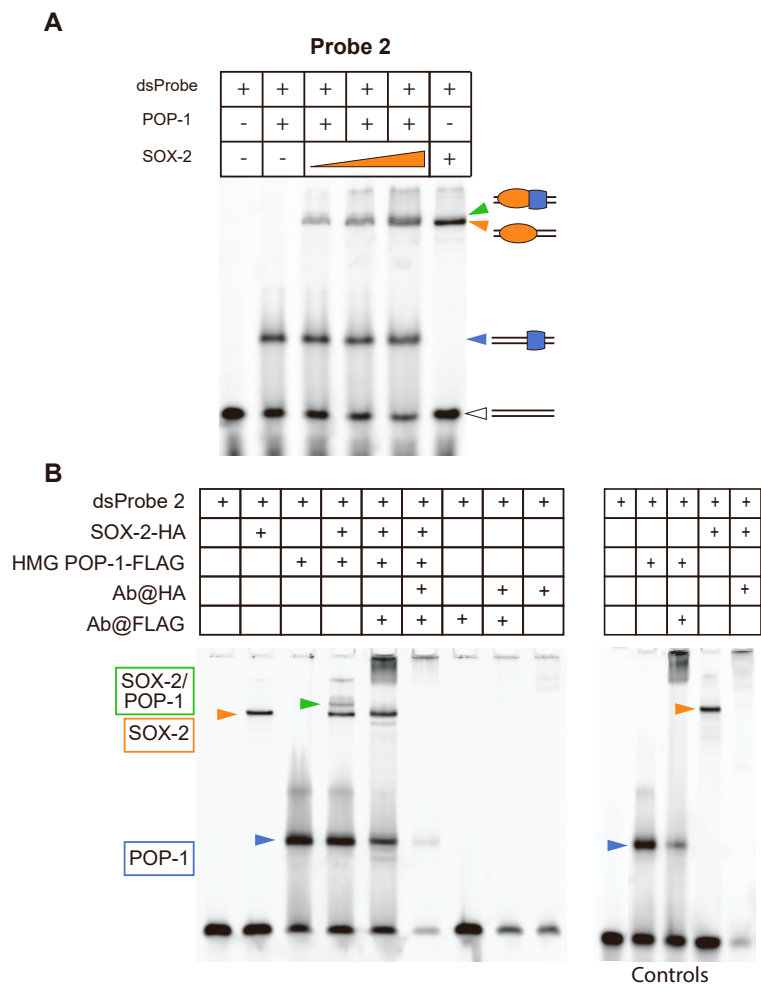 A
Probe 2
dsProbe + + + + + +
POP-1 - + + + + -
SOX-2 - - +
B
dsProbe 2 + + + + + + + + + + + + + +
SOX-2-HA + + + + + +
HMG POP-1-FLAG + + + + + +
Ab@HA + + + +
Ab@FLAG + + + + +
SOX-2/
POP-1
SOX-2
POP-1
Controls